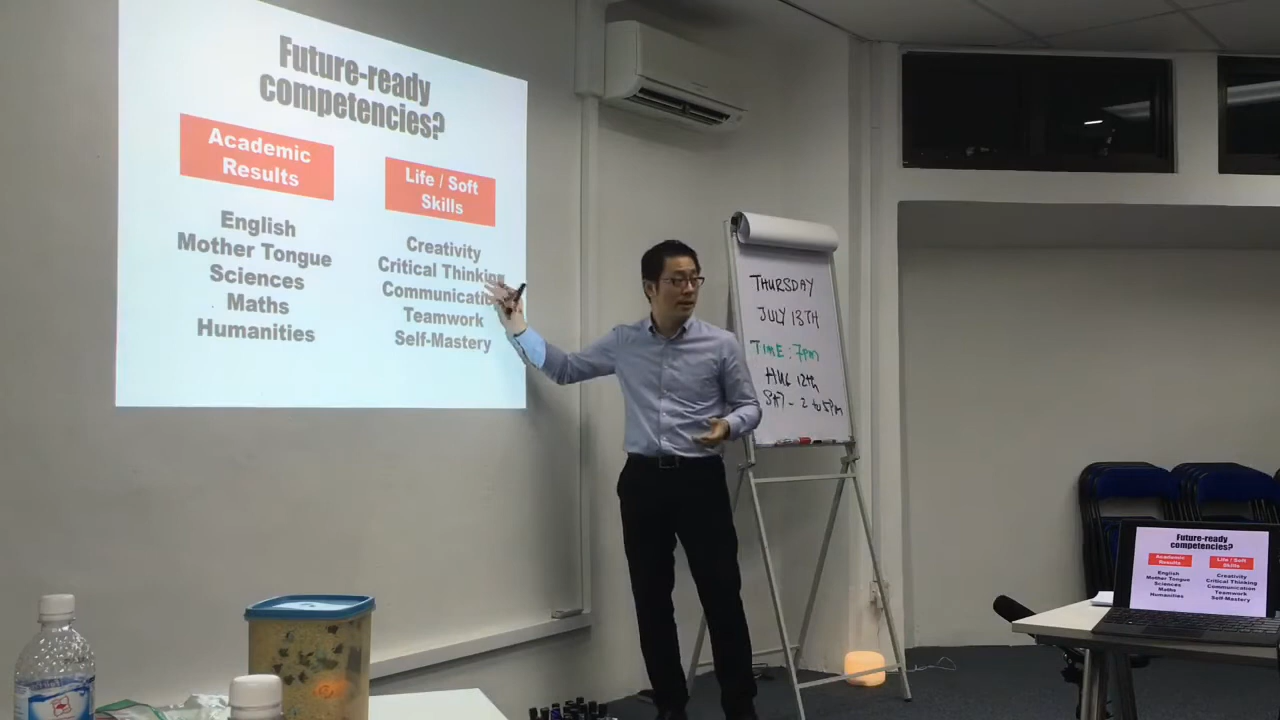 Future-ready
competencies?
Academic
Results
English
Mother Tongue
Sciences
Maths
Humanities
Life / Soft
Skills
Creativity
Critical Thinking
Communication
Teamwork
Self-Mastery
THURSDAY
JULY 13TH
TIME : 7pm
AUG 12th
SAT - 2 to 5pm
Future-ready
competencies?
Academic
Results
English
Mother Tongue
Sciences
Maths
Humanities
Life / Soft
Skills
Creativity
Critical Thinking
Communication
Teamwork
Self-Mastery